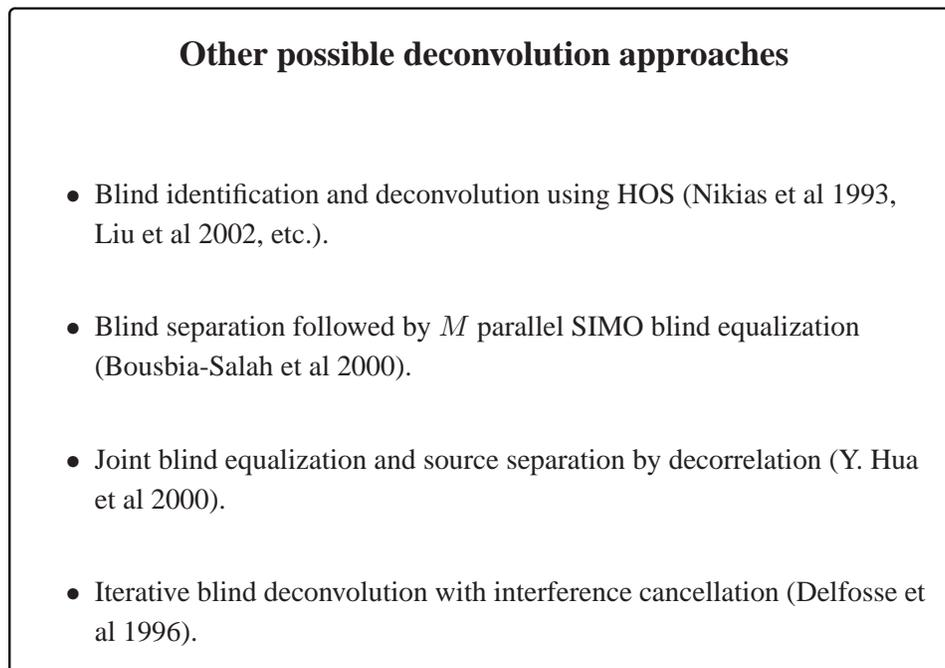 Other possible deconvolution approaches
• Blind identification and deconvolution using HOS (Nikias et al 1993,
Liu et al 2002, etc.).
• Blind separation followed by M parallel SIMO blind equalization
(Bousbia-Salah et al 2000).
• Joint blind equalization and source separation by decorrelation (Y. Hua
et al 2000).
• Iterative blind deconvolution with interference cancellation (Delfosse et
al 1996).